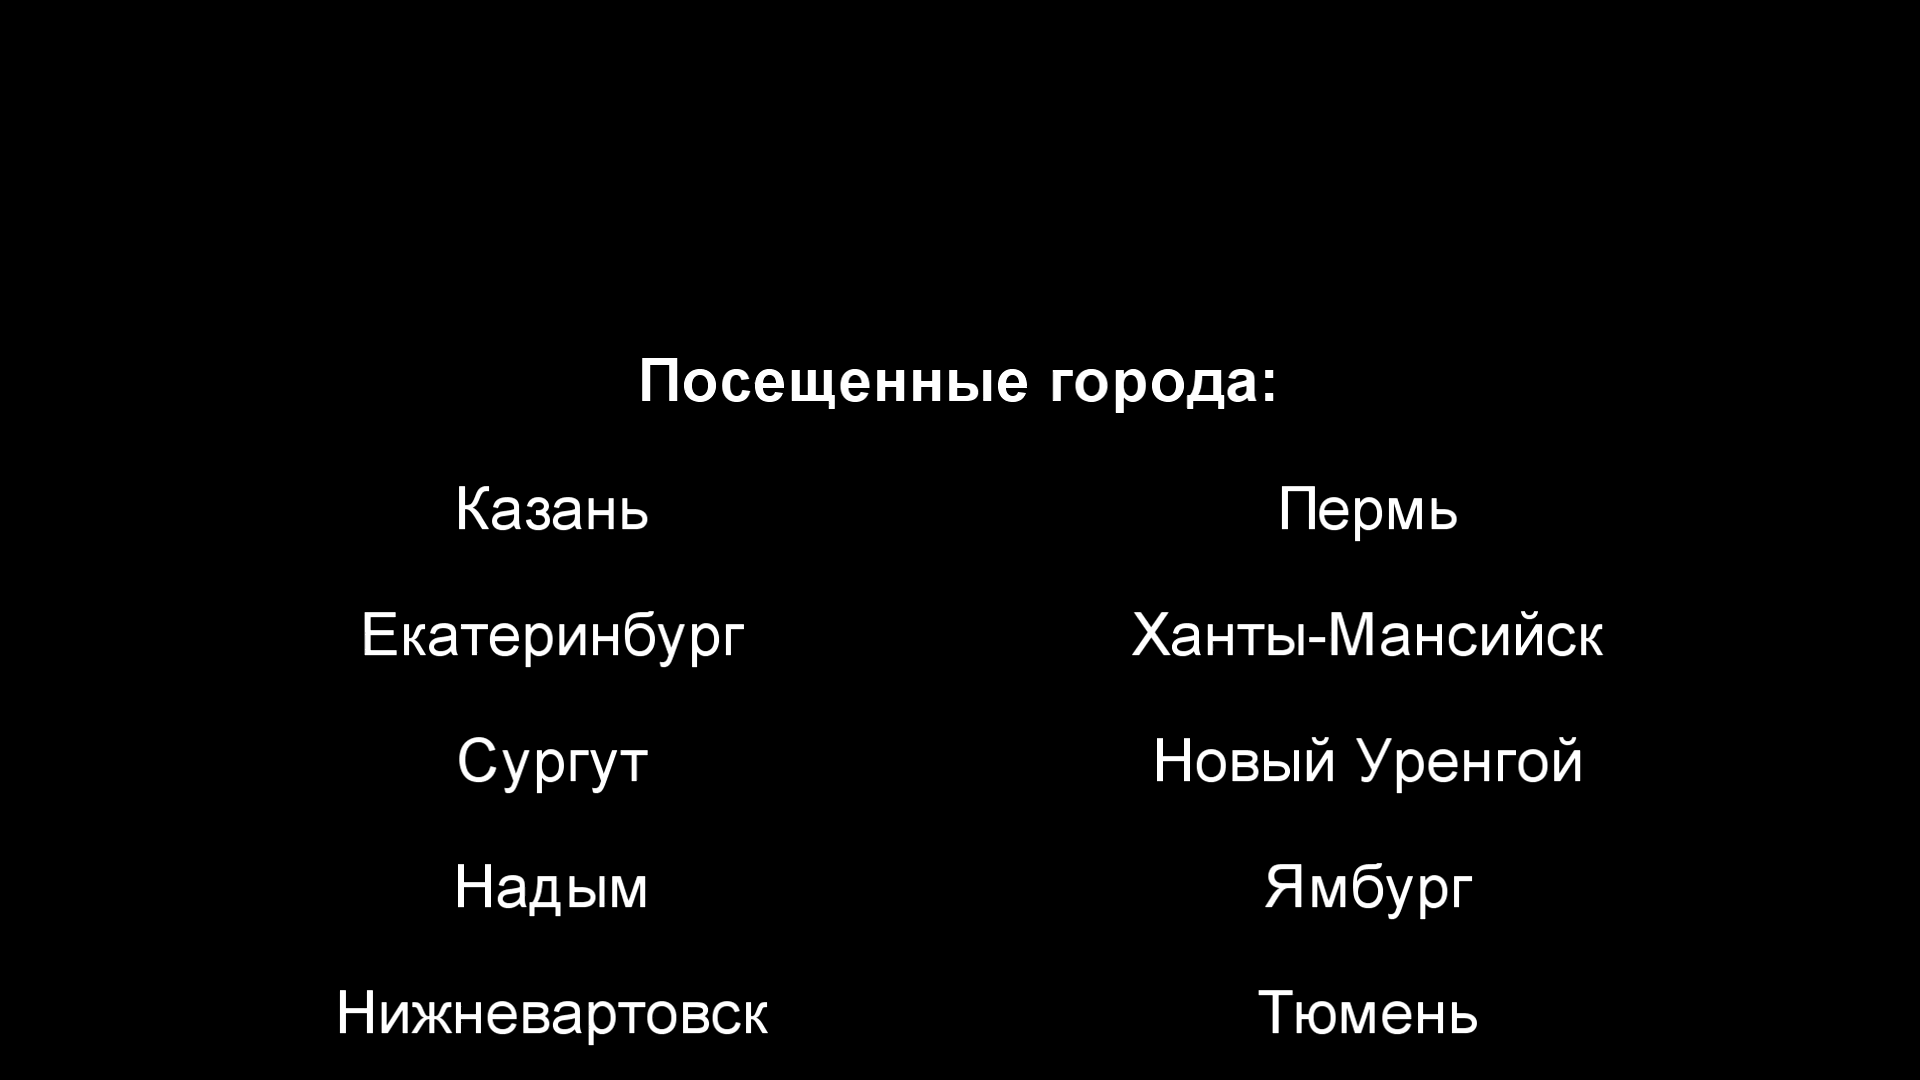 Посещенные города:
Казань Пермь
Екатеринбург Ханты-Мансийск
Сургут Новый Уренгой
Надым Ямбург
Нижневартовск Тюмень